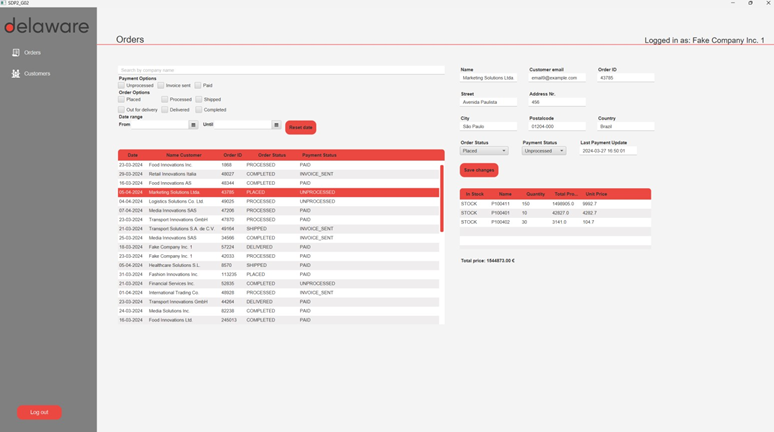 SDP2_G02
delaware
Orders
Customers
Log out
Orders
Logged in as: Fake Company Inc. 1
Search by company name
Payment Options
Unprocessed Invoice sent Paid
Order Options
Placed Processed Shipped
Out for delivery Delivered Completed
Date range
From Until Reset date
Date Name Customer Order ID Order Status Payment Status
23-03-2024 Food Innovations Inc 1988 PROCESSED PAID
29-03-2024 Retail Innovations Italia 49927 COMPLETED INVOICE_SENT
16-03-2024 Food Innovations AS 48344 COMPLETED PAID
05-04-2024 Marketing Solutions Ltda 43785 PLACED UNPROCESSED
04-04-2024 Logistics Solutions Co. Ltd 49025 PROCESSED UNPROCESSED
07-04-2024 Media Innovations SAS 47206 PROCESSED PAID
23-03-2024 Transport Innovations GmbH 47870 PROCESSED PAID
21-03-2024 Transport Solutions S.A. de C.V. 49164 SHIPPED INVOICE_SENT
25-03-2024 Media Innovations SAS 34566 COMPLETED INVOICE_SENT
18-03-2024 Fake Company Inc. 1 57224 DELIVERED PAID
23-03-2024 Fake Company Inc. 1 42033 PROCESSED PAID
05-04-2024 Healthcare Solutions S.L. 8570 SHIPPED PAID
31-03-2024 Fashion Innovations Inc. 113235 PLACED PAID
21-03-2024 Financial Services Inc 52835 COMPLETED UNPROCESSED
01-04-2024 International Trading Co. 49928 PROCESSED INVOICE_SENT
23-03-2024 Transport Innovations GmbH 44264 DELIVERED PAID
24-03-2024 Media Solutions Inc 82238 COMPLETED PAID
16-03-2024 Food Innovations Ltd 245013 COMPLETED PAID
Name Customer email Order ID
Marketing Solutions Ltda email9@example.com 43785
Street Address Nr.
Avenida Paulista 456
City Postalcode Country
São Paulo 01204-000 Brazil
Order Status Payment Status Last Payment Update
Placed Unprocessed 2024-03-27 16:50:01
Save changes
In Stock Name Quantity Total Pro... Unit Price
STOCK P100411 150 1498905.0 9992.7
STOCK P100401 10 42827.0 4282.7
STOCK P100402 30 3141.0 104.7
Total price: 1544873.00 €